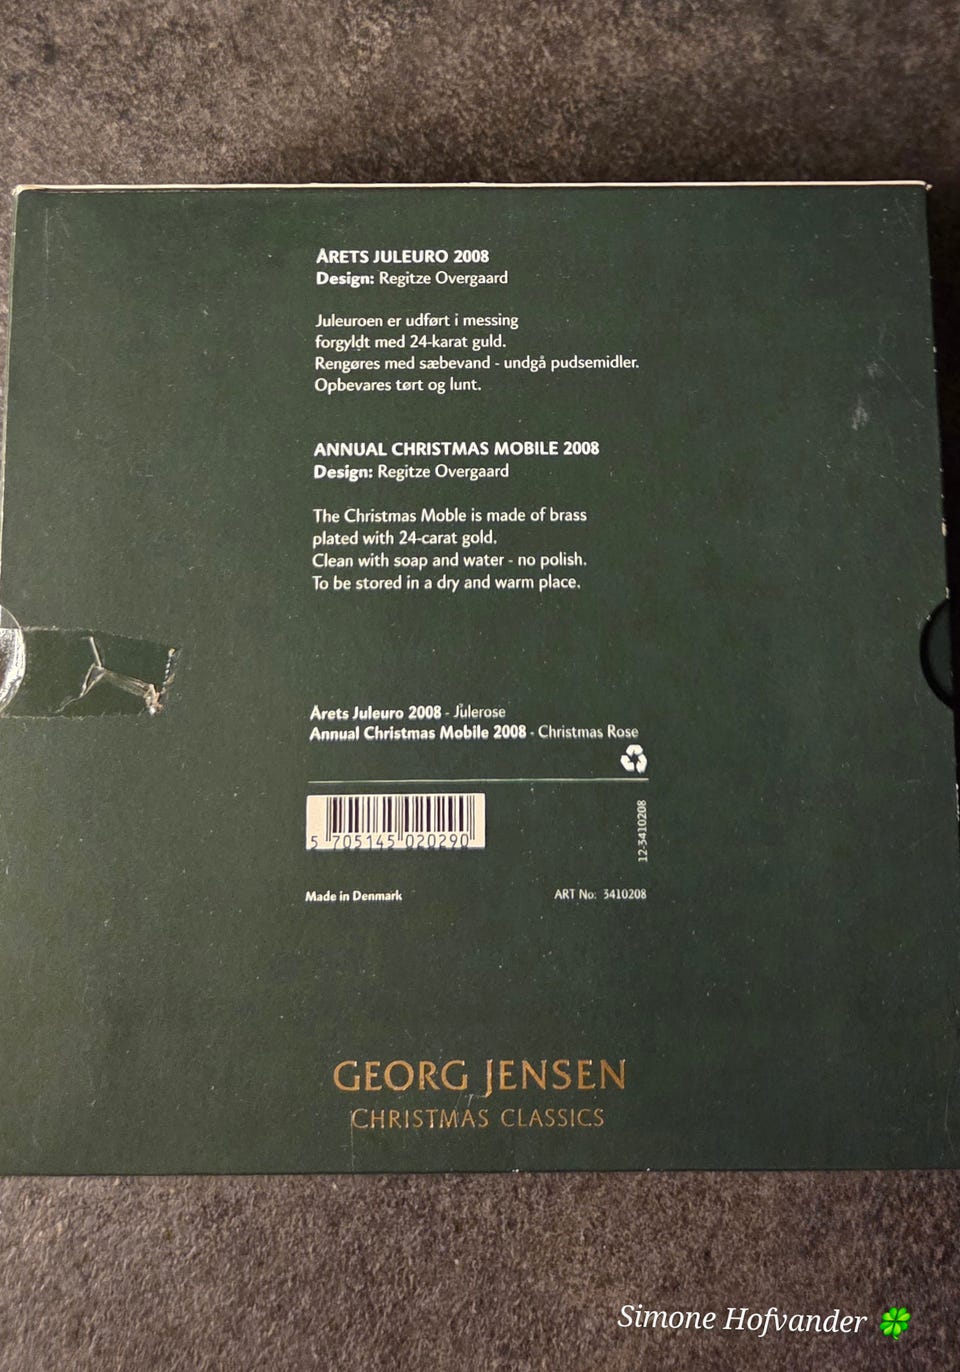 ÅRETS JULEURO 2008
Design: Regitze Overgaard
Juleuroen er udført i messing
forgyldt med 24-karat guld.
Rengøres med sæbevand - undgå pudsemidler.
Opbevares tørt og lunt.
ANNUAL CHRISTMAS MOBILE 2008
Design: Regitze Overgaard
The Christmas Moble is made of brass
plated with 24-carat gold.
Clean with soap and water - no polish.
To be stored in a dry and warm place.
Årets Juleuro 2008 - Julerose
Annual Christmas Mobile 2008 - Christmas Rose
5 705145 020290
12-3410208
Made in Denmark
ART No: 3410208
GEORG JENSEN
CHRISTMAS CLASSICS
Simone Hofvander 🍀